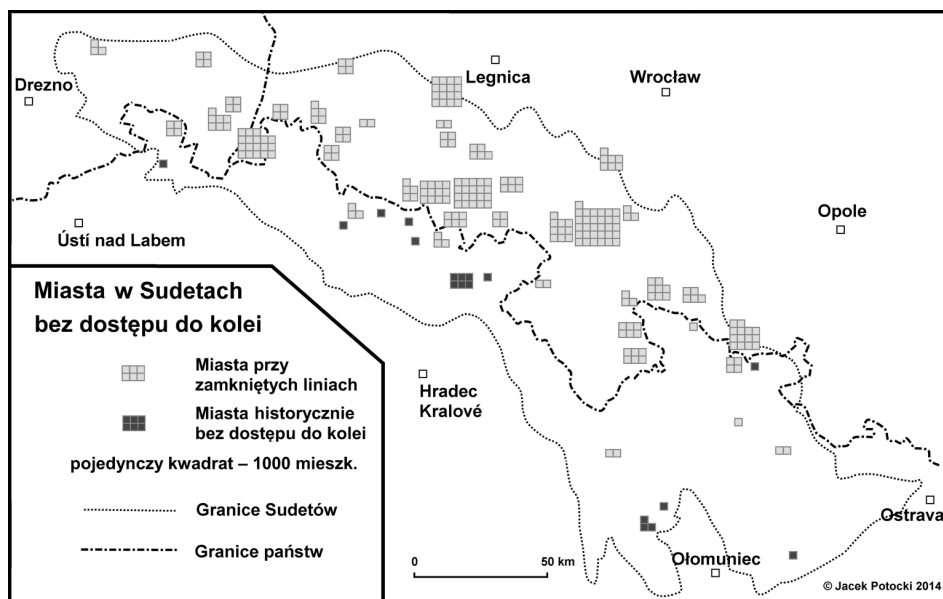 Drezno
Legnica
Wrocław
Ústí nad Labem
Opole
Miasta w Sudetach
bez dostępu do kolei
Miasta przy
zamkniętych liniach
Miasta historycznie
bez dostępu do kolei
pojedynczy kwadrat – 1000 mieszk.
Granice Sudetów
Granice państw
Hradec
Kralové
Ostrava
Ołomuniec
0
50 km
© Jacek Potocki 2014